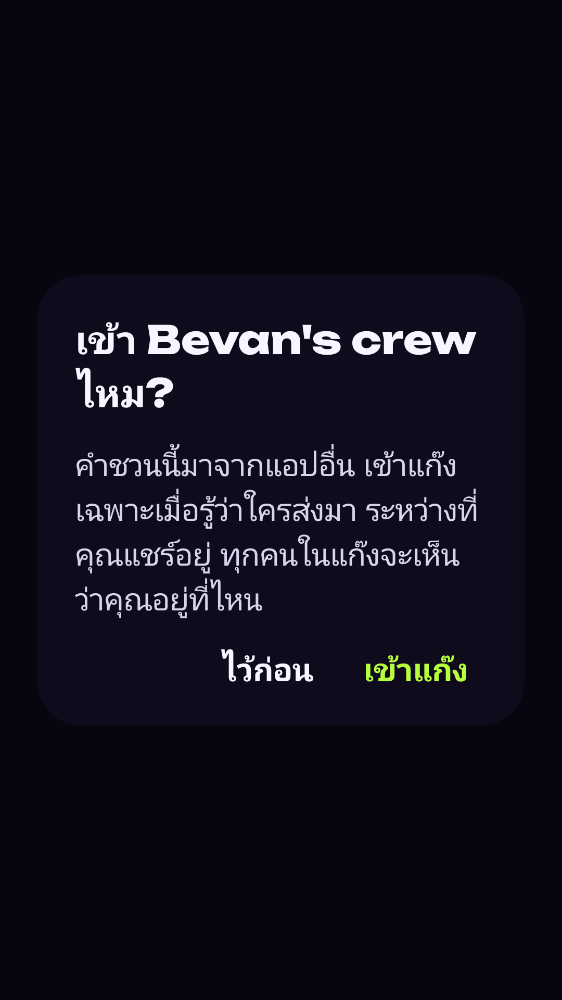 เข้า Bevan's crew
ไหม?
คำชวนนี้มาจากแอปอื่น เข้าแก๊ง
เฉพาะเมื่อรู้ว่าใครส่งมา ระหว่างที่
คุณแชร์อยู่ ทุกคนในแก๊งจะเห็น
ว่าคุณอยู่ที่ไหน
ไว้ก่อน เข้าแก๊ง